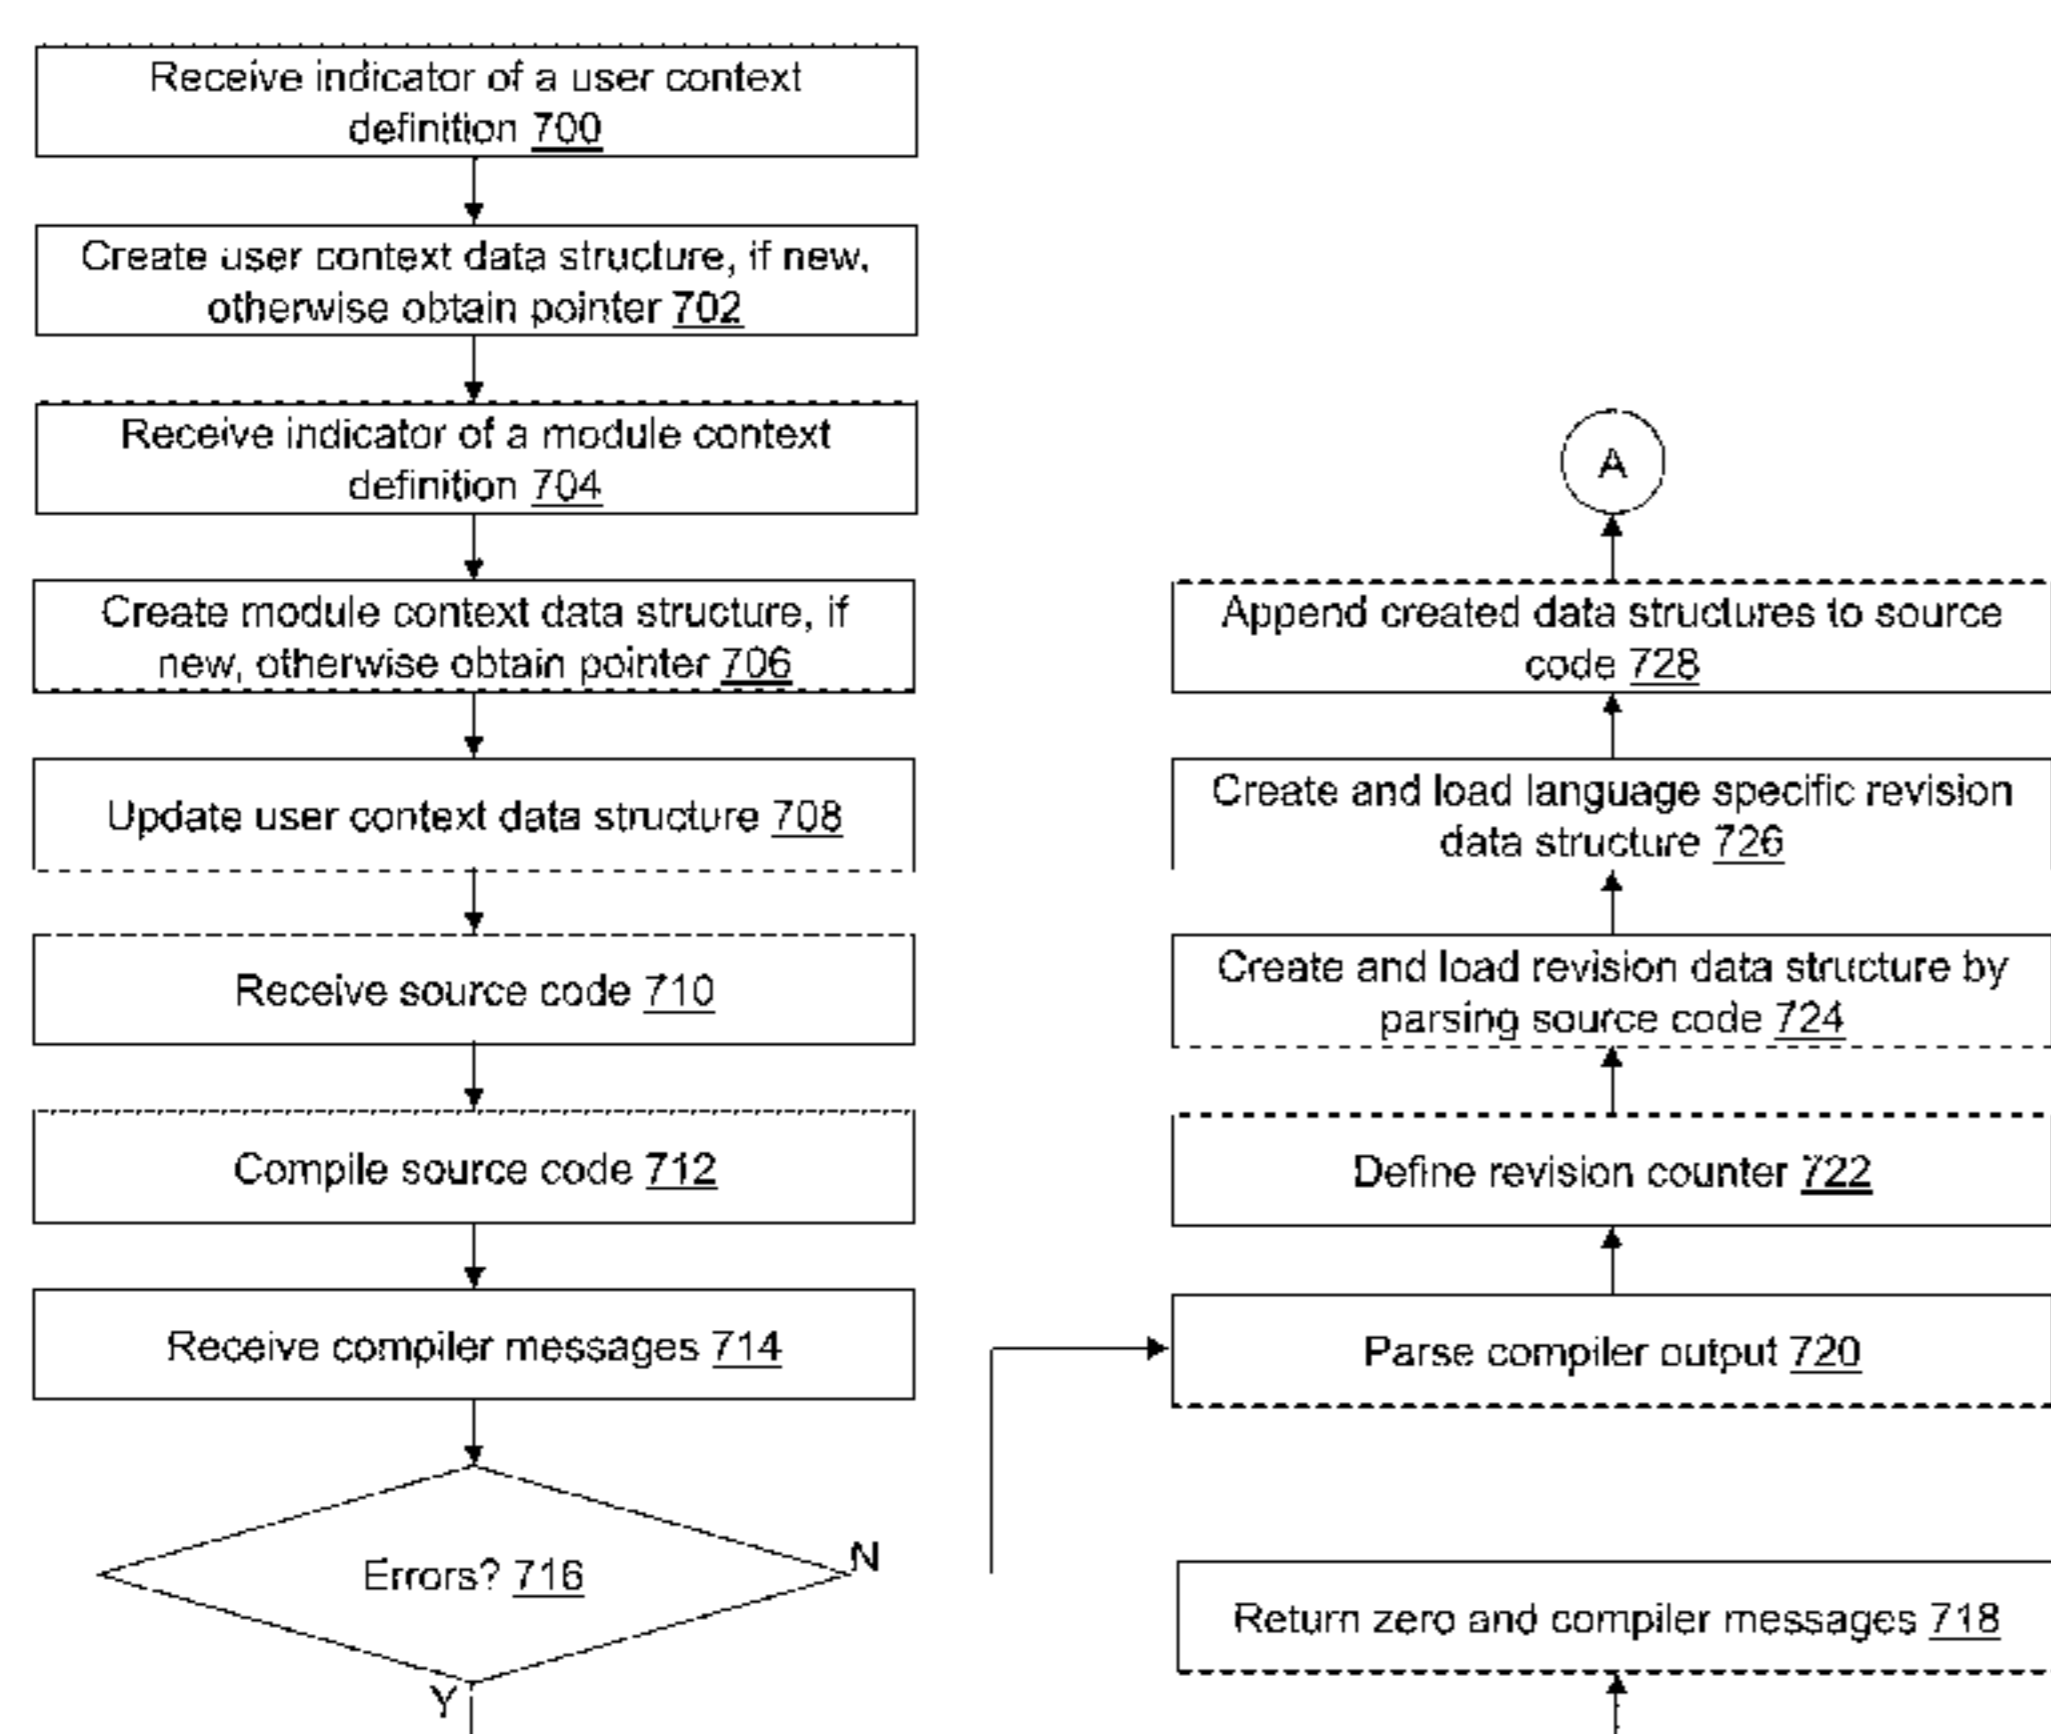 Receive indicator of a user context
definition 700
Create user context data structure, if new,
otherwise obtain pointer 702
Receive indicator of a module context
definition 704
Create module context data structure, if
new, otherwise obtain pointer 706
Update user context data structure 708
Receive source code 710
Compile source code 712
Receive compiler messages 714
Errors? 716
N
Y
A
Append created data structures to source
code 728
Create and load language specific revision
data structure 726
Create and load revision data structure by
parsing source code 724
Define revision counter 722
Parse compiler output 720
Return zero and compiler messages 718